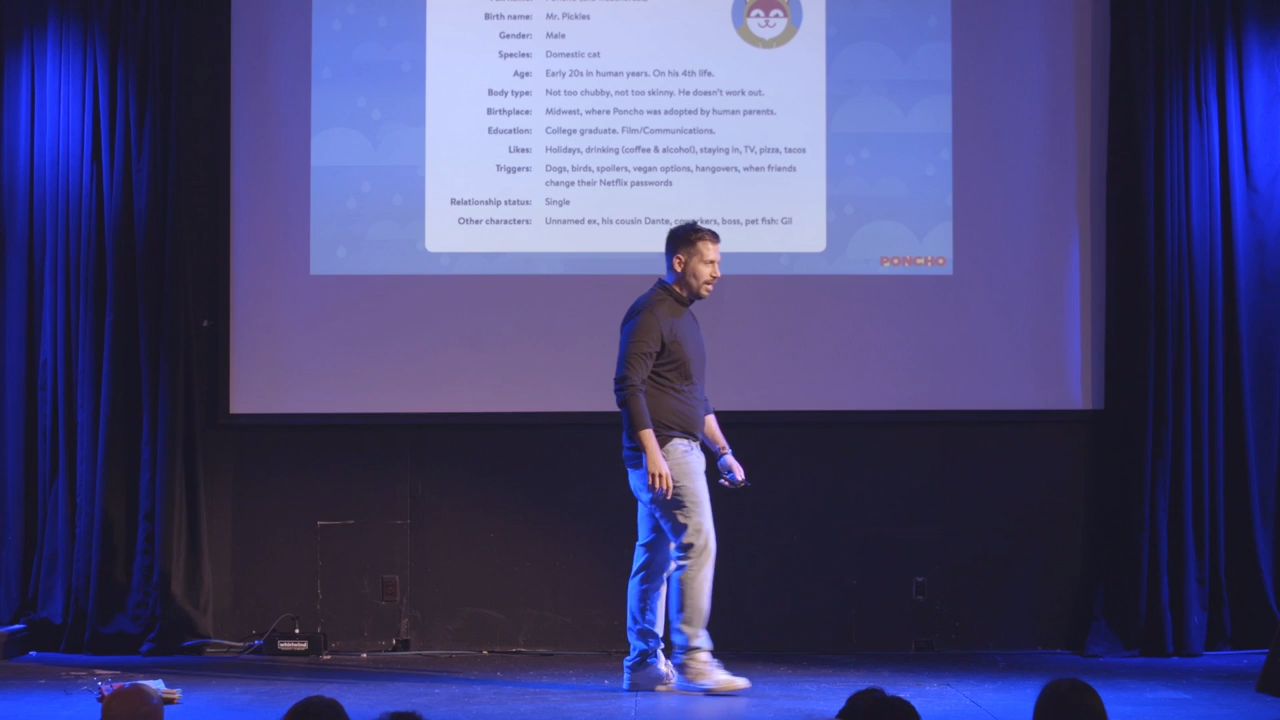 Birth name: Mr. Pickles
Gender: Male
Species: Domestic cat
Age: Early 20s in human years. On his 4th life.
Body type: Not too chubby, not too skinny. He doesn't work out.
Birthplace: Midwest, where Poncho was adopted by human parents.
Education: College graduate. Film/Communications.
Likes: Holidays, drinking (coffee & alcohol), staying in, TV, pizza, tacos
Triggers: Dogs, birds, spoilers, vegan options, hangovers, when friends
change their Netflix passwords
Relationship status: Single
Other characters: Unnamed ex, his cousin Dante, coworkers, boss, pet fish: Gil
PONCHO
whirlwind